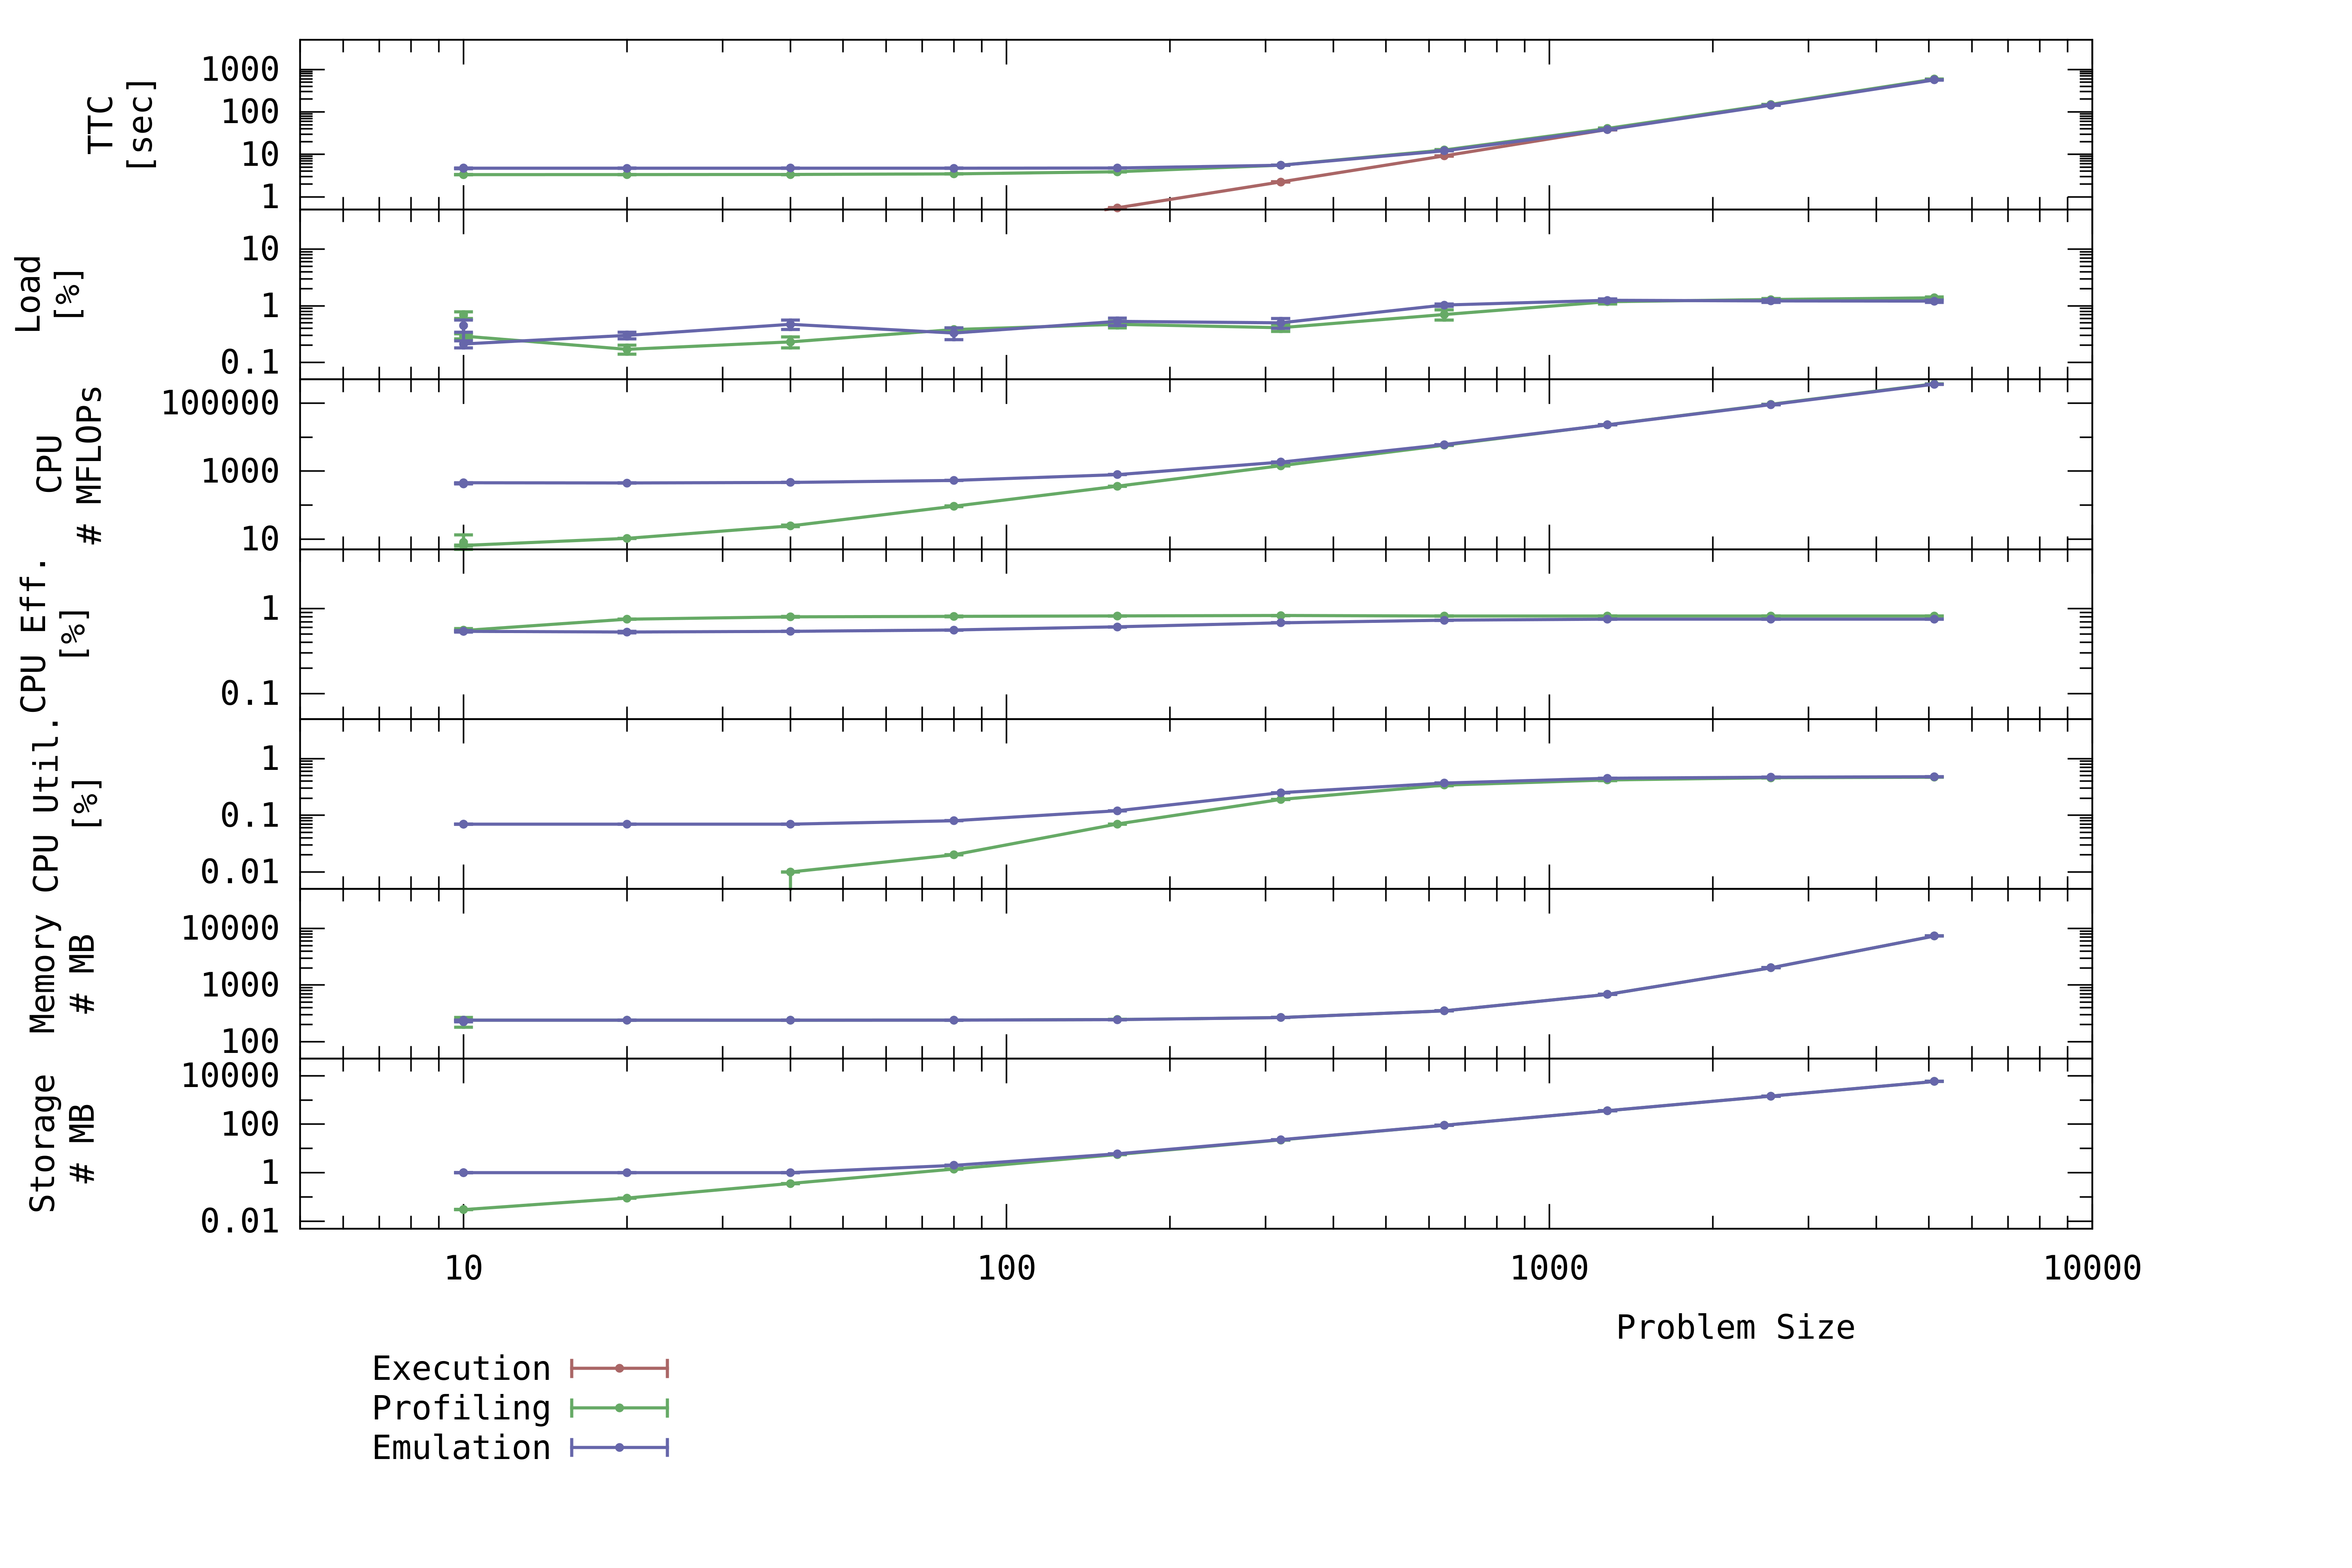 TTC
[sec]
1000
100
10
1
Load
[%]
10
1
0.1
CPU
# MFLOPs
100000
1000
10
CPU Eff.
[%]
1
0.1
CPU Util.
[%]
1
0.1
0.01
Memory
# MB
10000
1000
100
Storage
# MB
10000
100
1
0.01
10 100 1000 10000
Problem Size
Execution
Profiling
Emulation